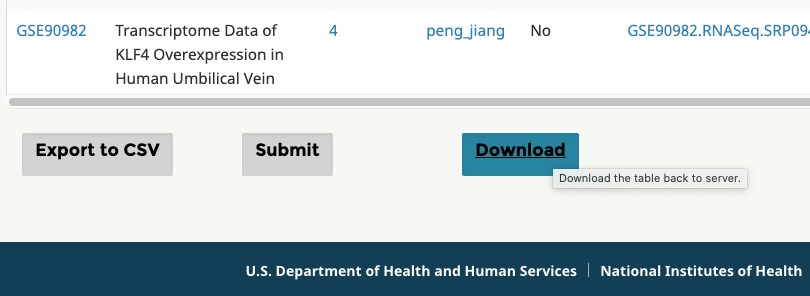 GSE90982 Transcriptome Data of 4 peng_jiang No GSE90982.RNASeq.SRP09
KLF4 Overexpression in
Human Umbilical Vein
Export to CSV Submit Download
Download the table back to server.
U.S. Department of Health and Human Services National Institutes of Health